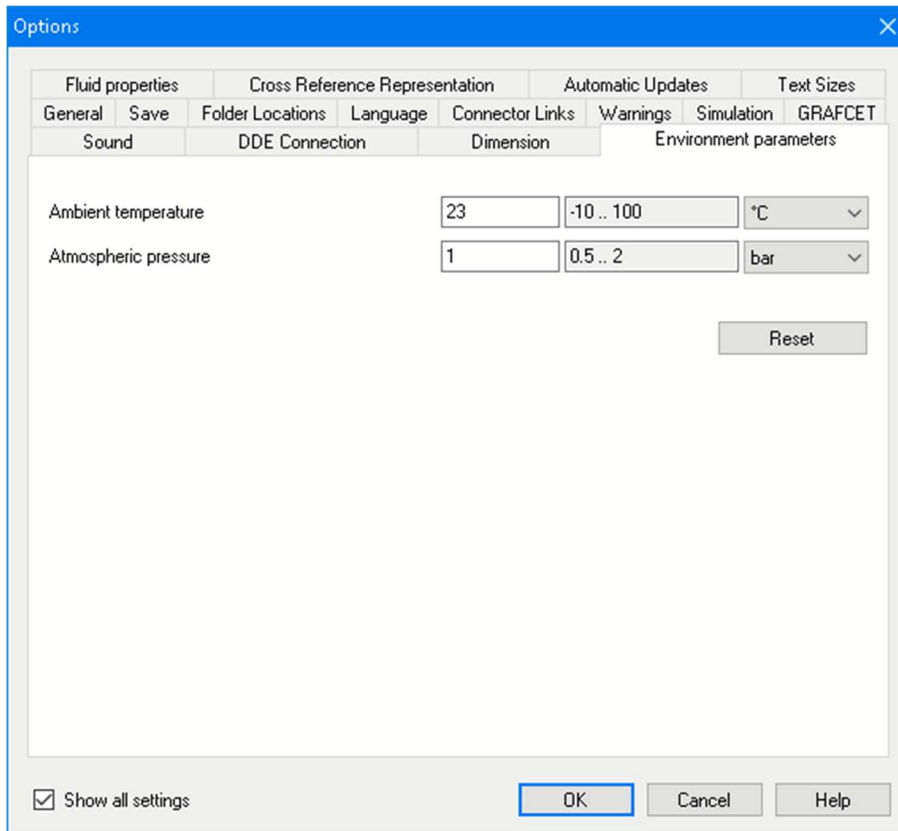 Options
Fluid properties Cross Reference Representation Automatic Updates Text Sizes
General Save Folder Locations Language Connector Links Warnings Simulation GRAFCET
Sound DDE Connection Dimension Environment parameters
Ambient temperature 23 -10 .. 100 °C
Atmospheric pressure 1 0.5 .. 2 bar
Reset
Show all settings OK Cancel Help